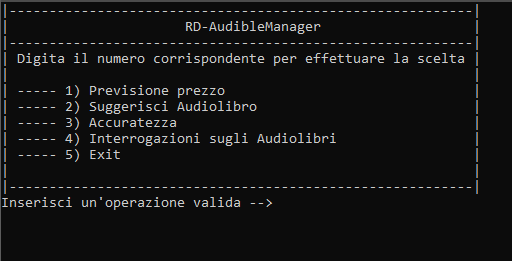 |-----------------------------------------------------------|
RD-AudibleManager
|-----------------------------------------------------------|
| Digita il numero corrispondente per effettuare la scelta |
----- 1) Previsione prezzo
----- 2) Suggerisci Audiolibro
----- 3) Accuratezza
----- 4) Interrogazioni sugli Audiolibri
----- 5) Exit
|-----------------------------------------------------------|
Inserisci un'operazione valida -->